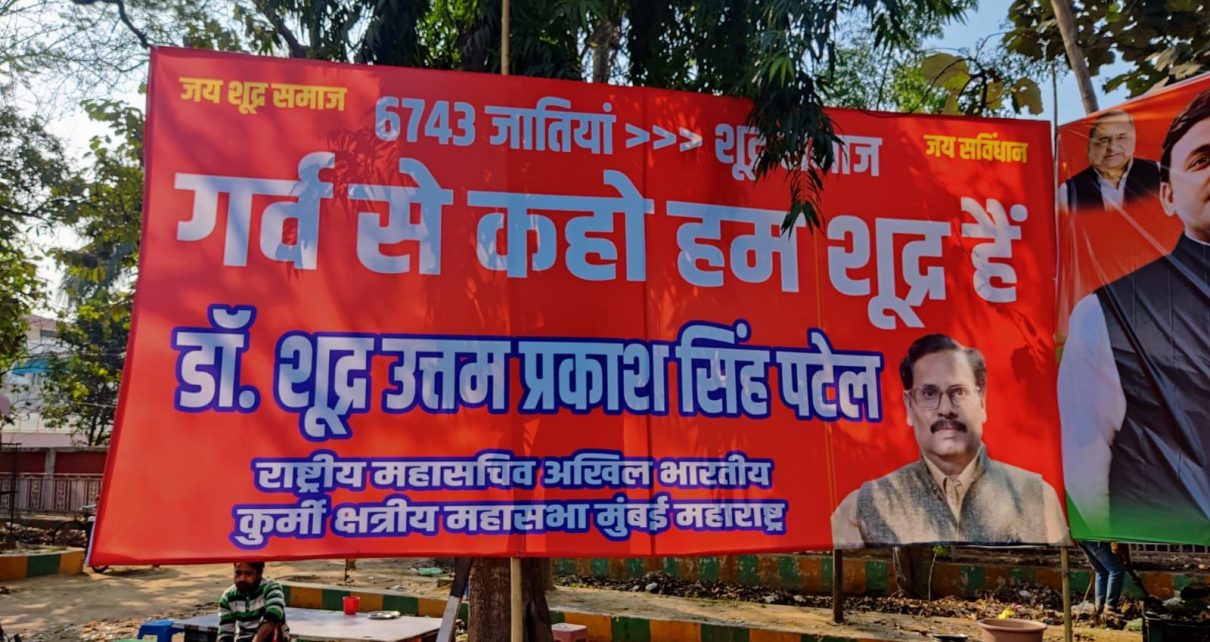 जय शूद्र समाज
6743 जातियां >>> शूद्र
जय सविंधान
गर्व से कहो हम शूद्र हैं
डॉ. शूद्र उत्तम प्रकाश सिंह पटेल
राष्ट्रीय महासचिव अखिल भारतीय
कुर्मी क्षत्रीय महासभा मुंबई महाराष्ट्र